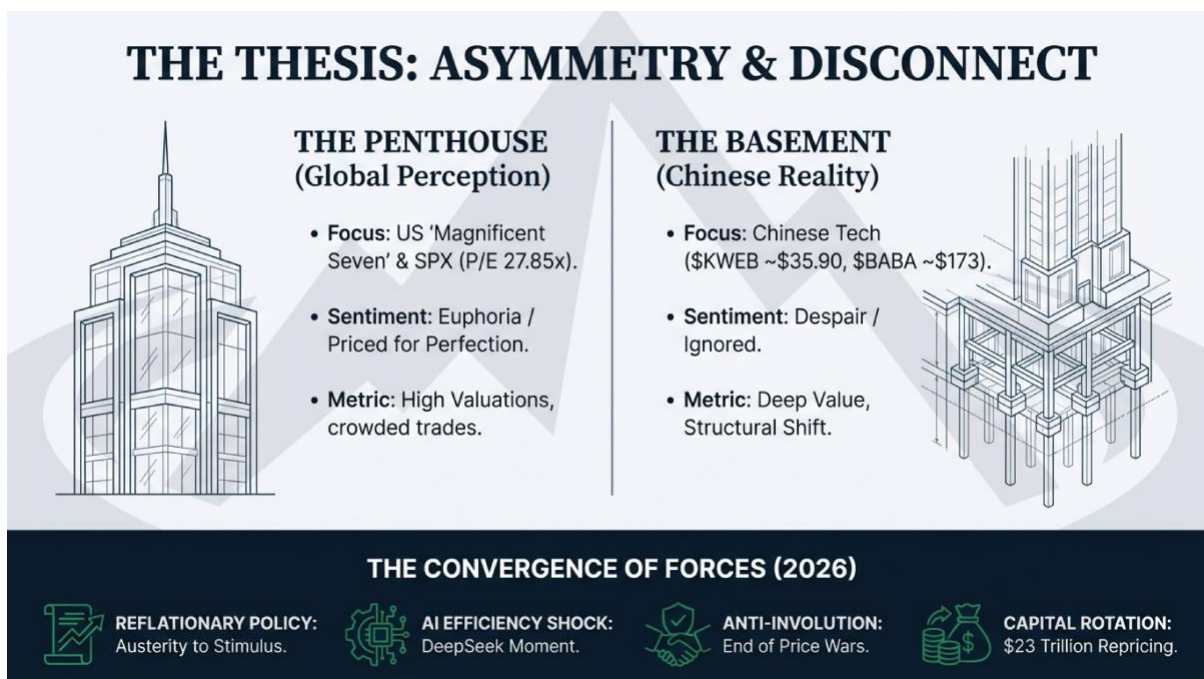 THE THESIS: ASYMMETRY & DISCONNECT
THE PENTHOUSE
(Global Perception)
• Focus: US ‘Magnificent
Seven’ & SPX (P/E 27.85x).
• Sentiment: Euphoria /
Priced for Perfection.
• Metric: High Valuations,
crowded trades.
THE BASEMENT
(Chinese Reality)
• Focus: Chinese Tech
($KWEB ~$35.90, $BABA ~$173).
• Sentiment: Despair /
Ignored.
• Metric: Deep Value,
Structural Shift.
THE CONVERGENCE OF FORCES (2026)
REFLATIONARY POLICY:
Austerity to Stimulus.
AI EFFICIENCY SHOCK:
DeepSeek Moment.
ANTI-INVOLUTION:
End of Price Wars.
$
CAPITAL ROTATION:
$23 Trillion Repricing.